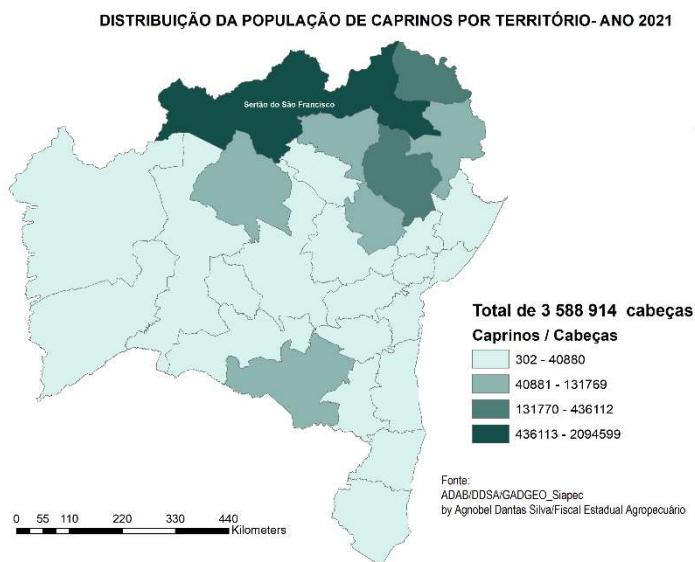 DISTRIBUIÇÃO DA POPULAÇÃO DE CAPRINOS POR TERRITÓRIO- ANO 2021
Sertão do São Francisco
Total de 3 588 914 cabeças
Caprinos / Cabeças
302 - 40880
40881 - 131769
131770 - 436112
436113 - 2094599
Fonte:
ADAB/DDSA/GADGEO_Siapec
by Agnobel Dantas Silva/Fiscal Estadual Agropecuário
0 55 110 220 330 440
Kilometers